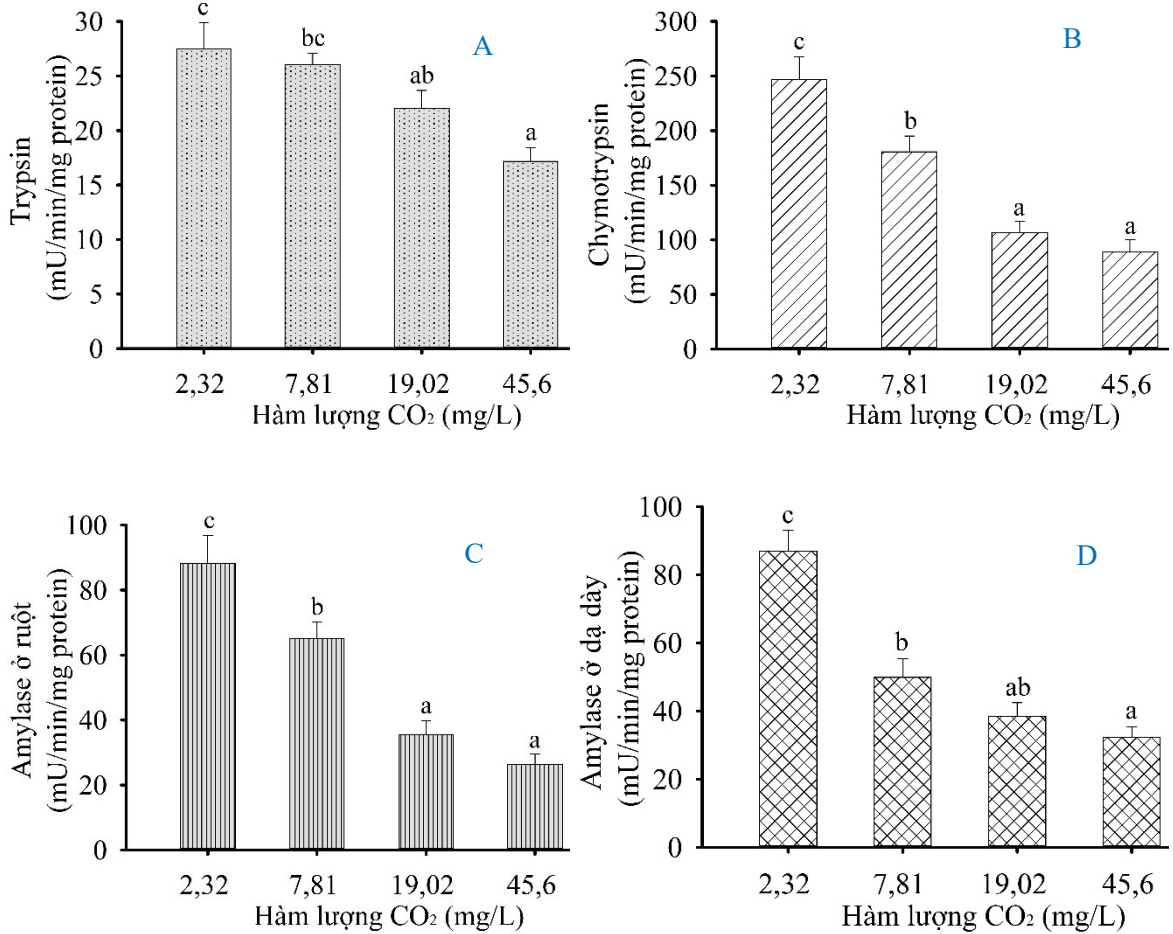 A
Trypsin
(mU/min/mg protein)
30
25
20
15
10
5
0
c
bc
ab
a
2,32 7,81 19,02 45,6
Hàm lượng CO₂ (mg/L)
B
Chymotrypsin
(mU/min/mg protein)
300
250
200
150
100
50
0
c
b
a
a
2,32 7,81 19,02 45,6
Hàm lượng CO₂ (mg/L)
C
Amylase ở ruột
(mU/min/mg protein)
100
80
60
40
20
0
c
b
a
a
2,32 7,81 19,02 45,6
Hàm lượng CO₂ (mg/L)
D
Amylase ở dạ dày
(mU/min/mg protein)
100
80
60
40
20
0
c
b
ab
a
2,32 7,81 19,02 45,6
Hàm lượng CO₂ (mg/L)